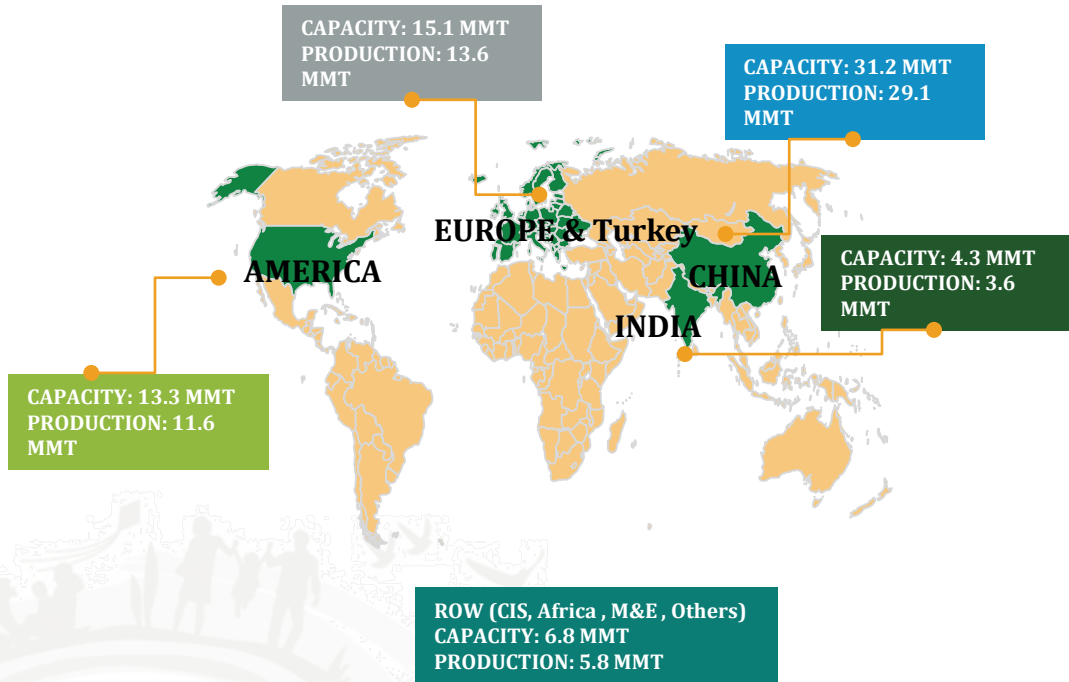 CAPACITY: 15.1 MMT
PRODUCTION: 13.6
MMT
CAPACITY: 31.2 MMT
PRODUCTION: 29.1
MMT
EUROPE & Turkey
AMERICA
CHINA
CAPACITY: 4.3 MMT
PRODUCTION: 3.6
MMT
INDIA
CAPACITY: 13.3 MMT
PRODUCTION: 11.6
MMT
ROW (CIS, Africa , M&E , Others)
CAPACITY: 6.8 MMT
PRODUCTION: 5.8 MMT